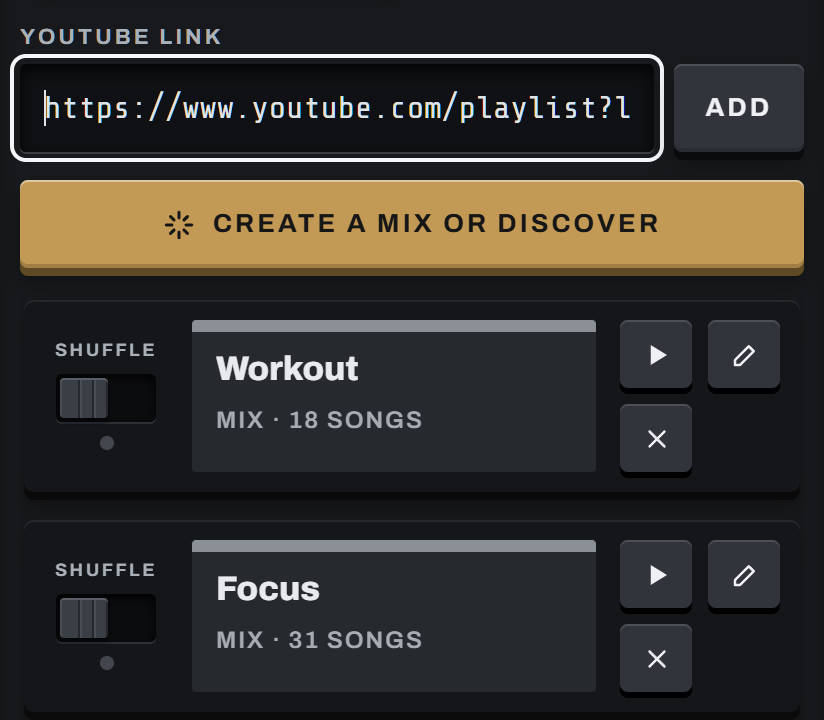 YOUTUBE LINK
https://www.youtube.com/playlist?l
ADD
CREATE A MIX OR DISCOVER
SHUFFLE
Workout
MIX · 18 SONGS
SHUFFLE
Focus
MIX · 31 SONGS